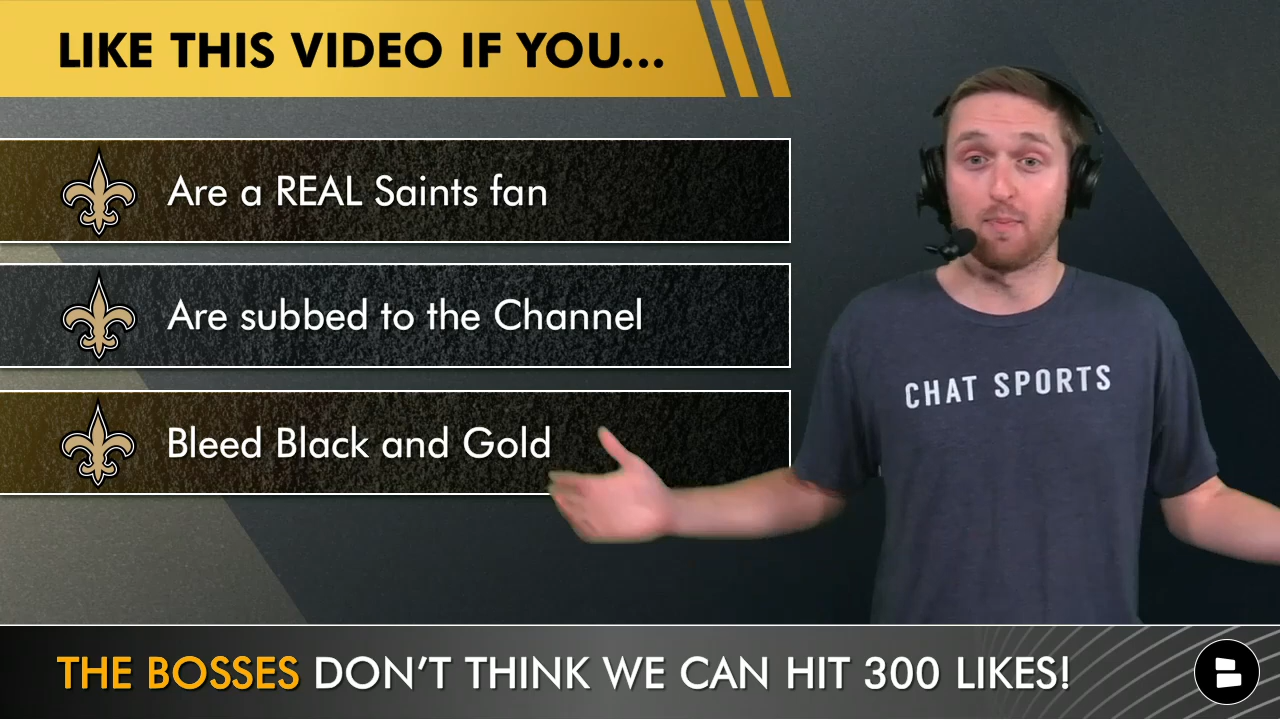 LIKE THIS VIDEO IF YOU...
Are a REAL Saints fan
Are subbed to the Channel
Bleed Black and Gold
CHAT SPORTS
THE BOSSES DON'T THINK WE CAN HIT 300 LIKES!